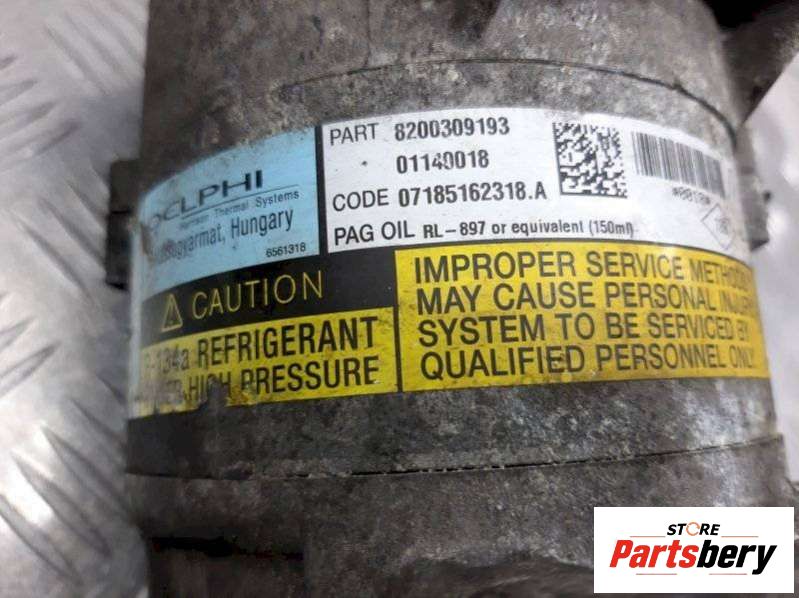 PART 8200309193
01140018
CODE 07185162318.A
PAG OIL RL-897 or equivalent (150ml)
DELPHI
Harrison Thermal Systems
Hungary
6561318
CAUTION
REFRIGERANT
HIGH PRESSURE
IMPROPER SERVICE METHODS
MAY CAUSE PERSONAL INJURY
SYSTEM TO BE SERVICED BY
QUALIFIED PERSONNEL ONLY
STORE
Partsbery